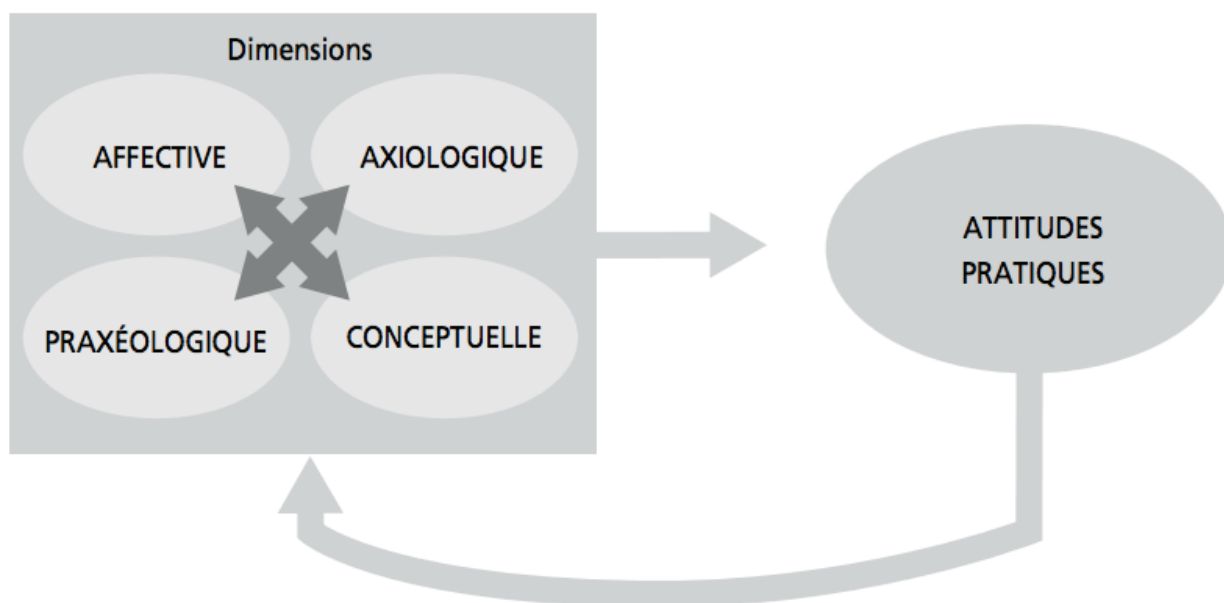 Dimensions
AFFECTIVE
AXIOLOGIQUE
PRAXÉOLOGIQUE
CONCEPTUELLE
ATTITUDES
PRATIQUES